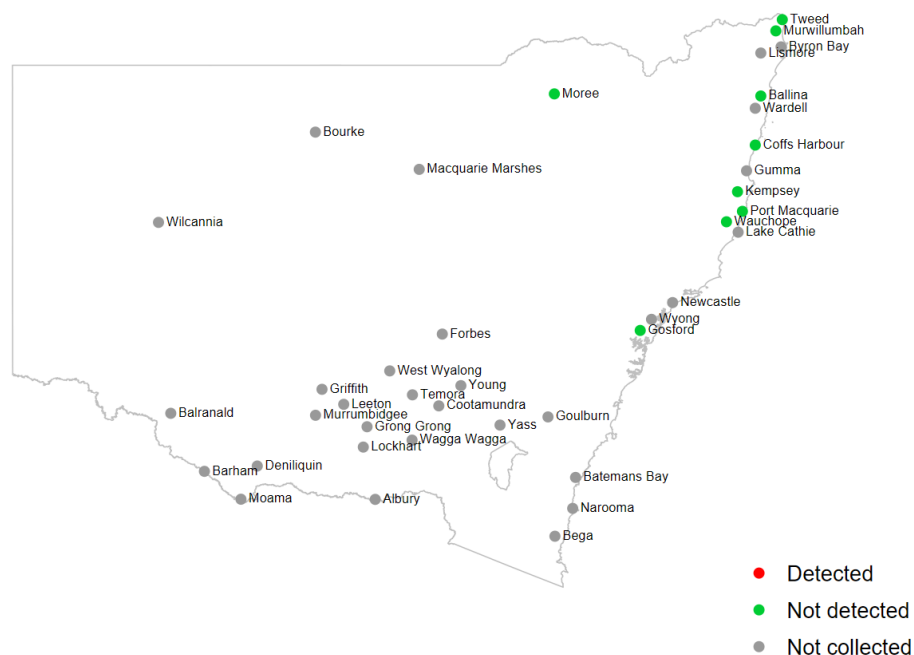 Tweed
Murwillumbah
Byron Bay
Lismore
Moree
Ballina
Wardell
Bourke
Coffs Harbour
Macquarie Marshes
Gumma
Kempsey
Port Macquarie
Wilcannia
Wauchope
Lake Cathie
Newcastle
Wyong
Gosford
Forbes
West Wyalong
Young
Griffith
Temora
Leeton
Cootamundra
Balranald
Murrumbidgee
Goulburn
Grong Grong
Yass
Wagga Wagga
Lockhart
Deniliquin
Barham
Batemans Bay
Moama
Albury
Narooma
Bega
Detected
Not detected
Not collected